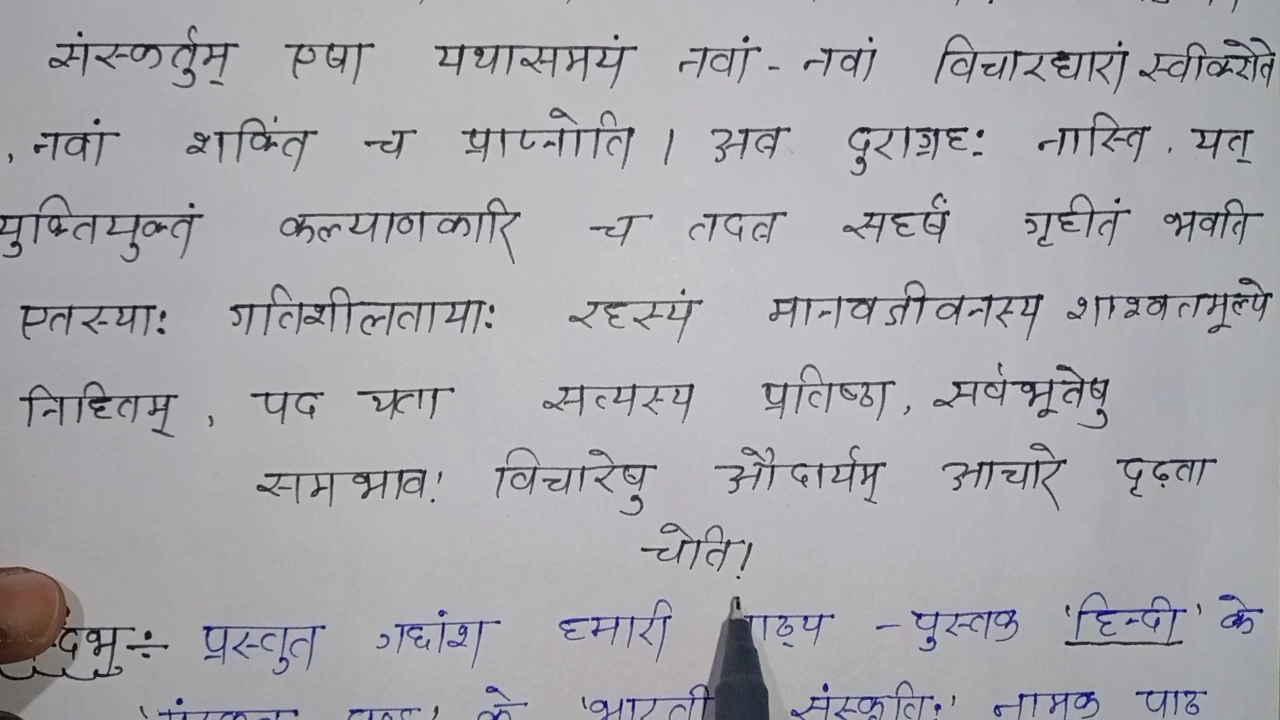 संस्कर्तुम् एषा यथासमयं नवां - नवां विचारधारां स्वीकरोति
, नवां शक्तिं च प्राप्नोति । अत्र दुराग्रहः नास्ति . यत्
युक्तियुक्तं कल्याणकारि च तदत्र सहर्षं गृहीतं भवति
एतस्याः गतिशीलतायाः रहस्यं मानवजीवनस्य शाश्वतमूल्ये
निहितम् , पद यत्रा सत्यस्य प्रतिष्ठा , सर्वभूतेषु
समभाव! विचारेषु औदार्यम् आचारे दृढ़ता
चेति!
प्रस्तुत गद्यांश हमारी पाठ्य - पुस्तक 'हिन्दी' के
के 'भारती संस्कृतिः' नामक पाठ